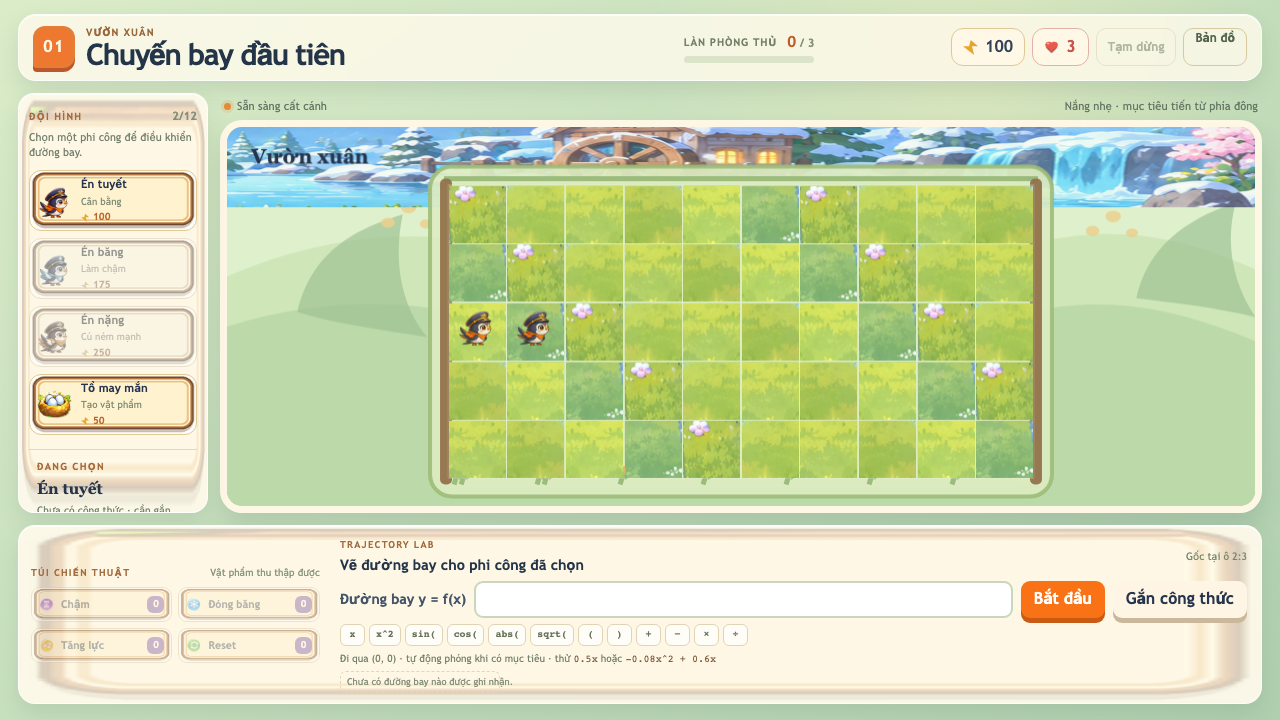 01
VƯỜN XUÂN
Chuyến bay đầu tiên
LÀN PHÒNG THỦ 0 / 3
100
3
Tạm dừng
Bản đồ
ĐỘI HÌNH 2/12
Chọn một phi công để điều khiển
đường bay.
Én tuyết
Cân bằng
100
Én băng
Làm chậm
175
Én nặng
Cú ném mạnh
250
Tổ may mắn
Tạo vật phẩm
50
ĐANG CHỌN
Én tuyết
Chưa có công thức · cần gắn
Sẵn sàng cất cánh
Nắng nhẹ · mục tiêu tiến từ phía đông
Vườn xuân
TÚI CHIẾN THUẬT
Vật phẩm thu thập được
Chậm 0
Đóng băng 0
Tăng lực 0
Reset 0
TRAJECTORY LAB
Vẽ đường bay cho phi công đã chọn
Gốc tại ô 2:3
Đường bay y = f(x)
Bắt đầu
Gắn công thức
x x^2 sin( cos( abs( sqrt( ( ) + − × ÷
Đi qua (0, 0) · tự động phóng khi có mục tiêu · thử 0.5x hoặc −0.08x^2 + 0.6x
Chưa có đường bay nào được ghi nhận.